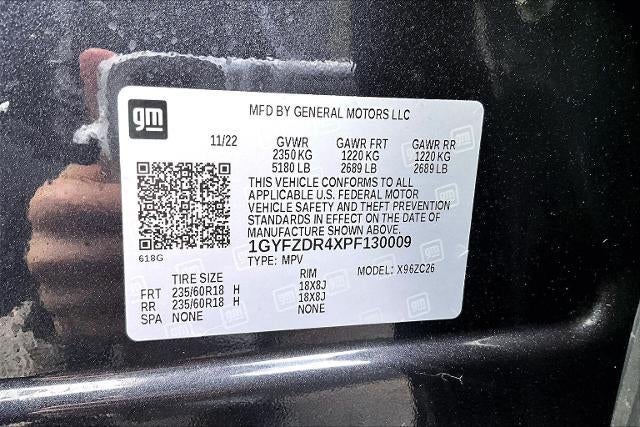 gm
MFD BY GENERAL MOTORS LLC
11/22 GVWR GAWR FRT GAWR RR
2350 KG 1220 KG 1220 KG
5180 LB 2689 LB 2689 LB
THIS VEHICLE CONFORMS TO ALL
APPLICABLE U.S. FEDERAL MOTOR
VEHICLE SAFETY AND THEFT PREVENTION
STANDARDS IN EFFECT ON THE DATE OF
MANUFACTURE SHOWN ABOVE.
1GYFZDR4XPF130009
618G
TYPE: MPV MODEL: X96ZC26
TIRE SIZE RIM
FRT 235/60R18 H 18X8J
RR 235/60R18 H 18X8J
SPA NONE NONE